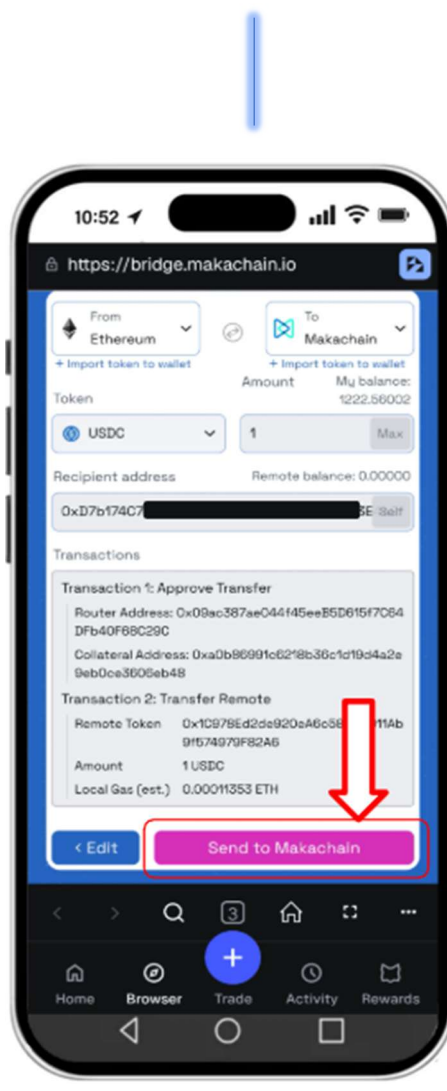 10:52
https://bridge.makachain.io
From
Ethereum
To
Makachain
+ Import token to wallet
+ Import token to wallet
Token
Amount
My balance:
1222.56002
USDC
1
Max
Recipient address
Remote balance: 0.00000
0xD7b174C7
3E
Self
Transactions
Transaction 1: Approve Transfer
Router Address: 0x09ac387ae044f45eeB5D615f7C64
DFb40F68C29C
Collateral Address: 0xa0b86991c6218b36c1d19d4a2e
9eb0ce3606eb48
Transaction 2: Transfer Remote
Remote Token
9f574979F82A6
Amount
1 USDC
Local Gas (est.)
0.00011353 ETH
< Edit
Send to Makachain
3
Home
Browser
Trade
Activity
Rewards